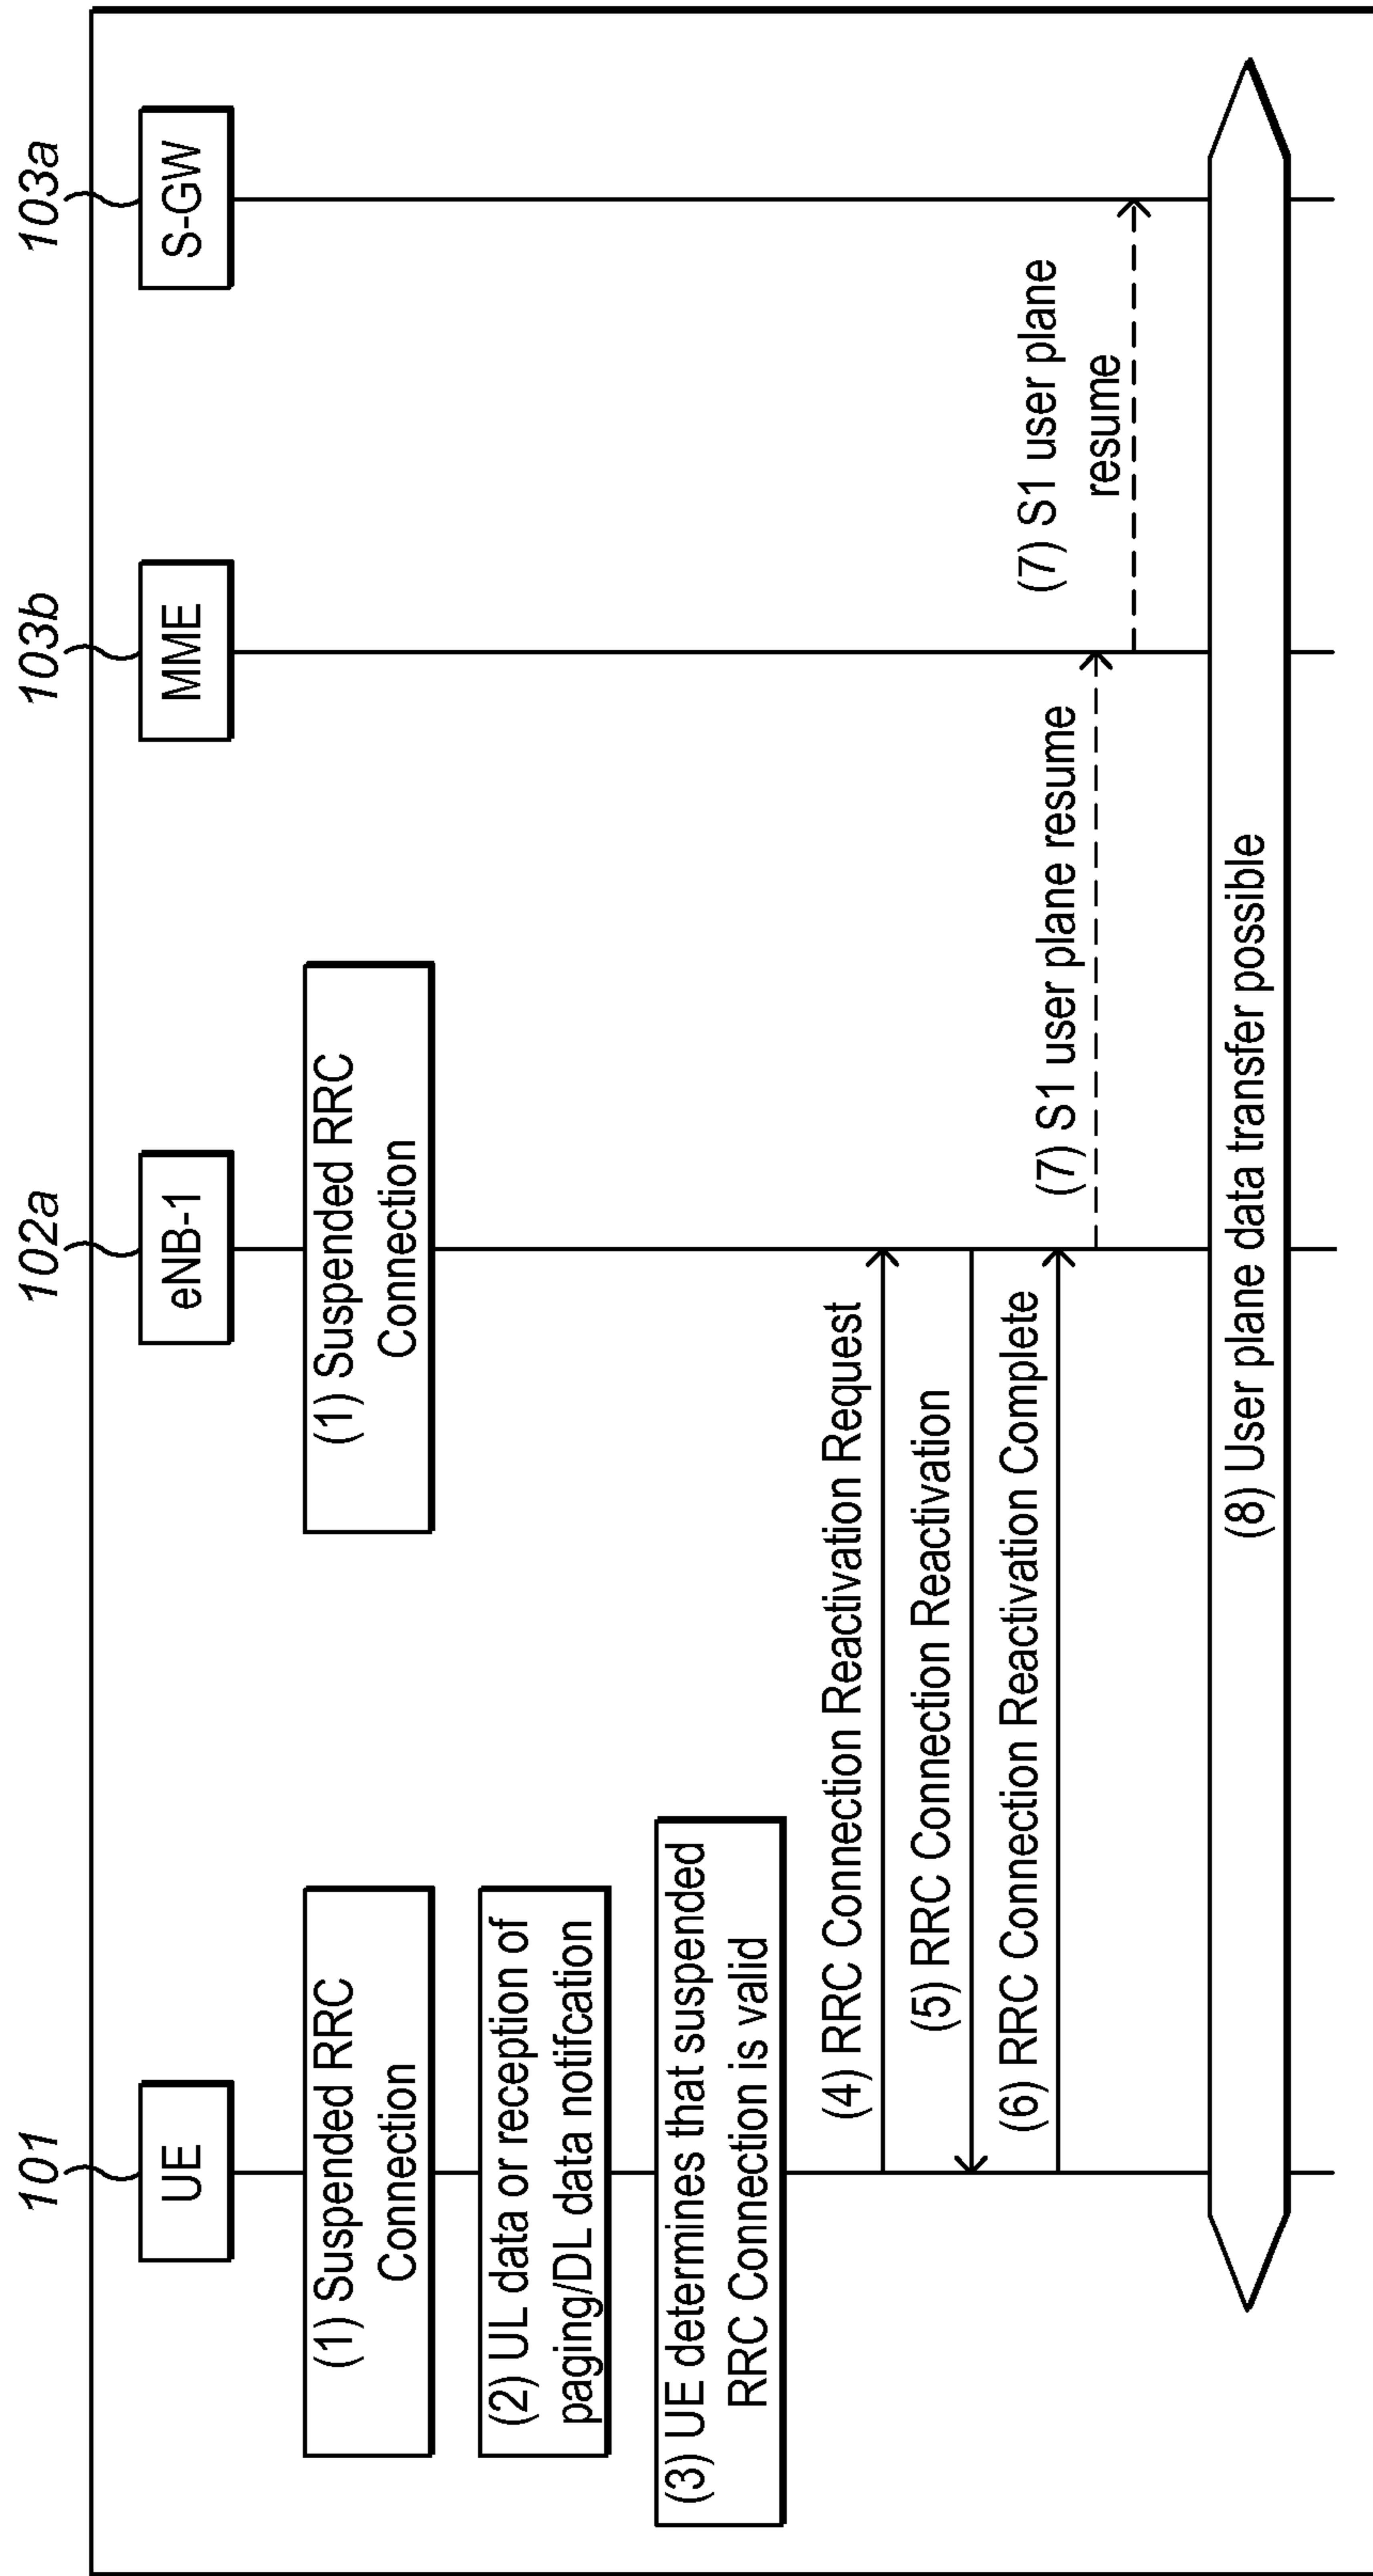 101
102a
103b
103a
UE
eNB-1
MME
S-GW
(1) Suspended RRC
Connection
(1) Suspended RRC
Connection
(2) UL data or reception of
paging/DL data notifcation
(3) UE determines that suspended
RRC Connection is valid
(4) RRC Connection Reactivation Request
(5) RRC Connection Reactivation
(6) RRC Connection Reactivation Complete
(7) S1 user plane resume
(7) S1 user plane
resume
(8) User plane data transfer possible